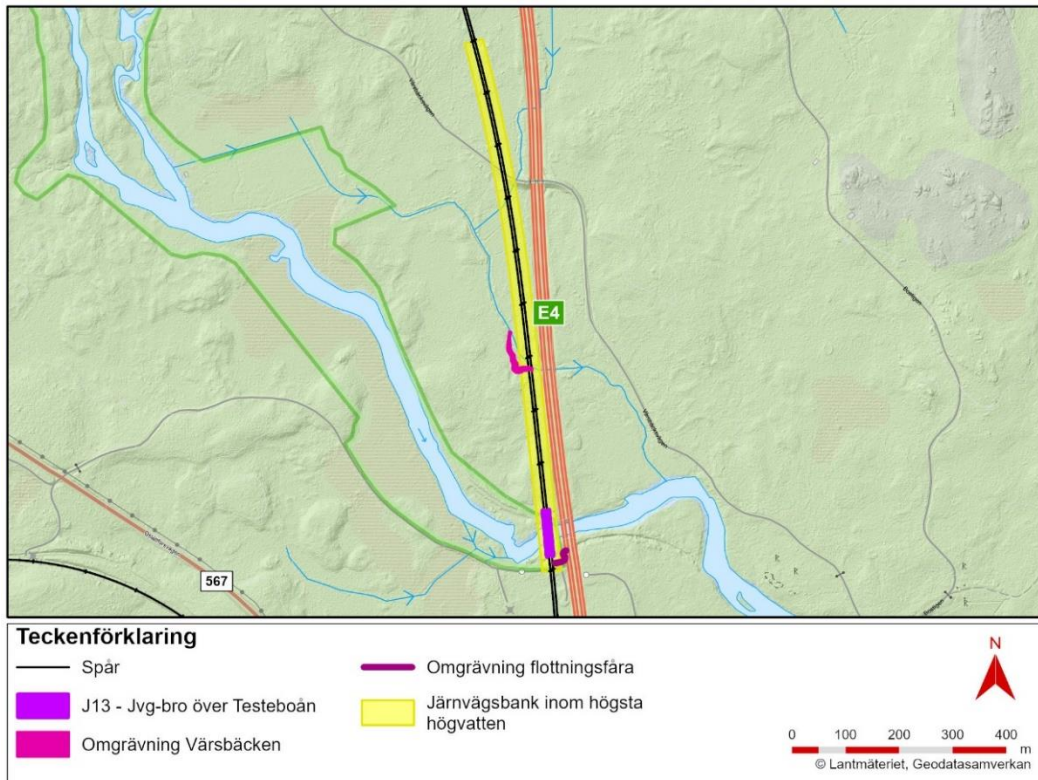 E4
567
Teckenförklaring
Spår
J13 - Jvg-bro över Testeboån
Omgrävning Värsbäcken
Omgrävning flottningsfåra
Järnvägsbank inom högsta
högvatten
N
0 100 200 300 400
m
© Lantmäteriet, Geodatasamverkan
R
R
R
R